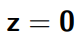 z = 0